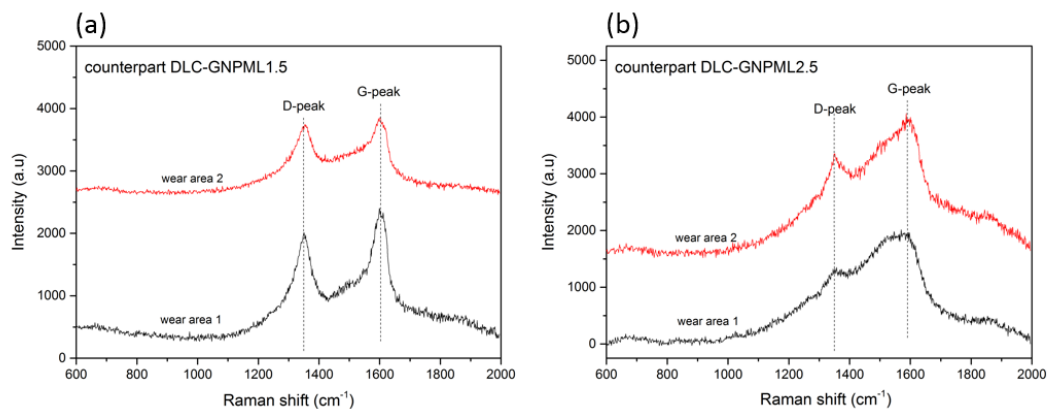 (a)
counterpart DLC-GNPML1.5
D-peak
G-peak
wear area 2
wear area 1
Intensity (a.u)
5000
4000
3000
2000
1000
0
600 800 1000 1200 1400 1600 1800 2000
Raman shift (cm⁻¹)
(b)
counterpart DLC-GNPML2.5
D-peak
G-peak
wear area 2
wear area 1
Intensity (a.u)
5000
4000
3000
2000
1000
0
600 800 1000 1200 1400 1600 1800 2000
Raman shift (cm⁻¹)